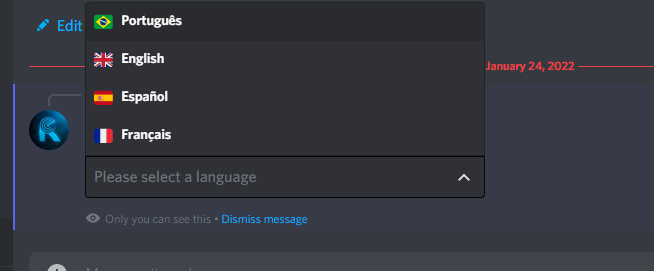 Português
Edit
English
January 24, 2022
Español
Français
Please select a language
Only you can see this • Dismiss message